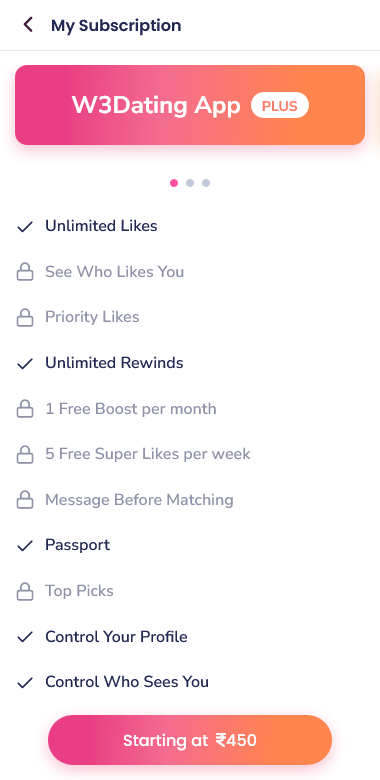 My Subscription
W3Dating App PLUS
Unlimited Likes
See Who Likes You
Priority Likes
Unlimited Rewinds
1 Free Boost per month
5 Free Super Likes per week
Message Before Matching
Passport
Top Picks
Control Your Profile
Control Who Sees You
Starting at ₹450